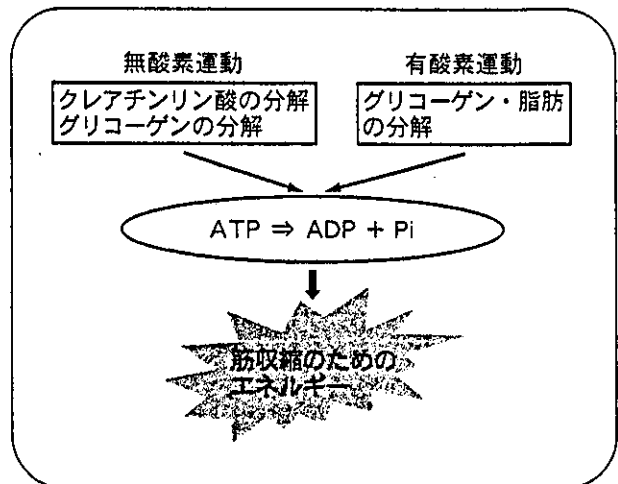 無酸素運動
クレアチンリン酸の分解
グリコーゲンの分解
有酸素運動
グリコーゲン・脂肪
の分解
ATP ⇒ ADP + Pi
筋収縮のための
エネルギー